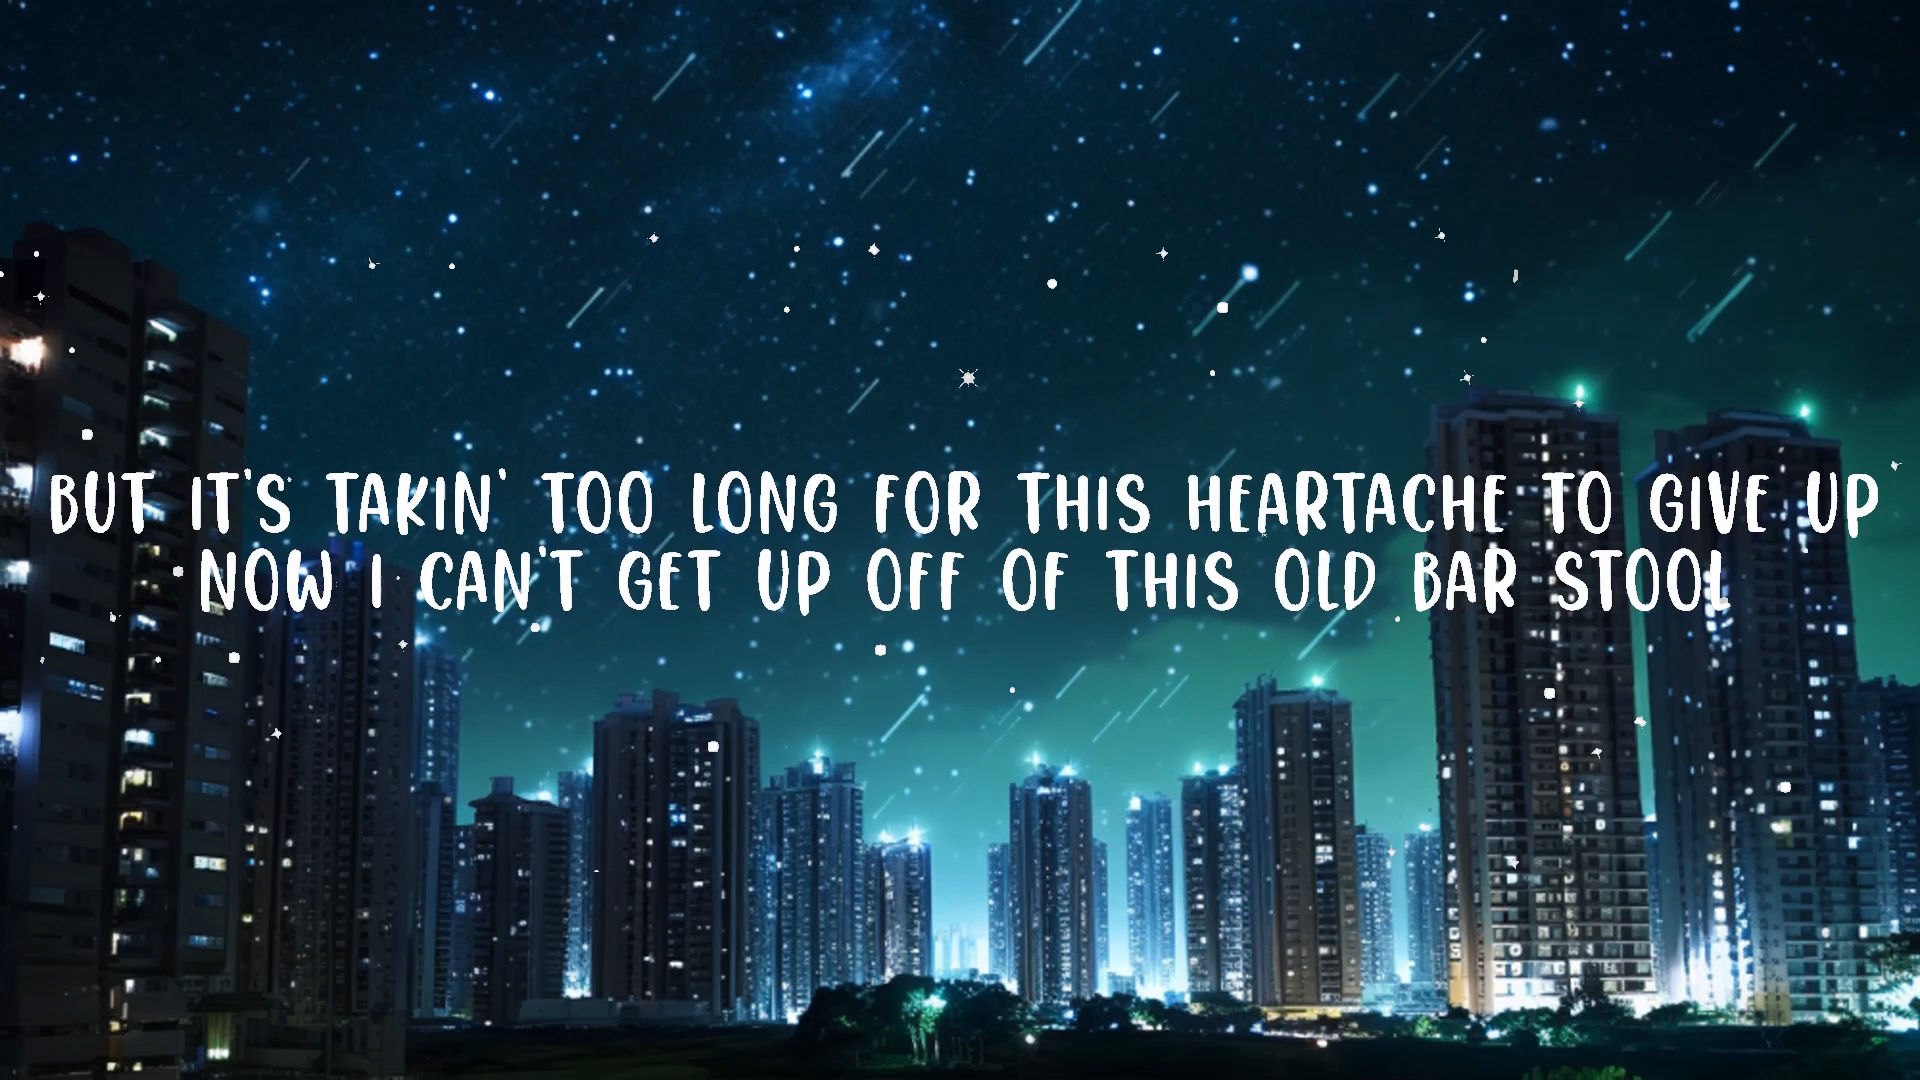 BUT IT'S TAKIN' TOO LONG FOR THIS HEARTACHE TO GIVE UP
NOW I CAN'T GET UP OFF OF THIS OLD BAR STOOL